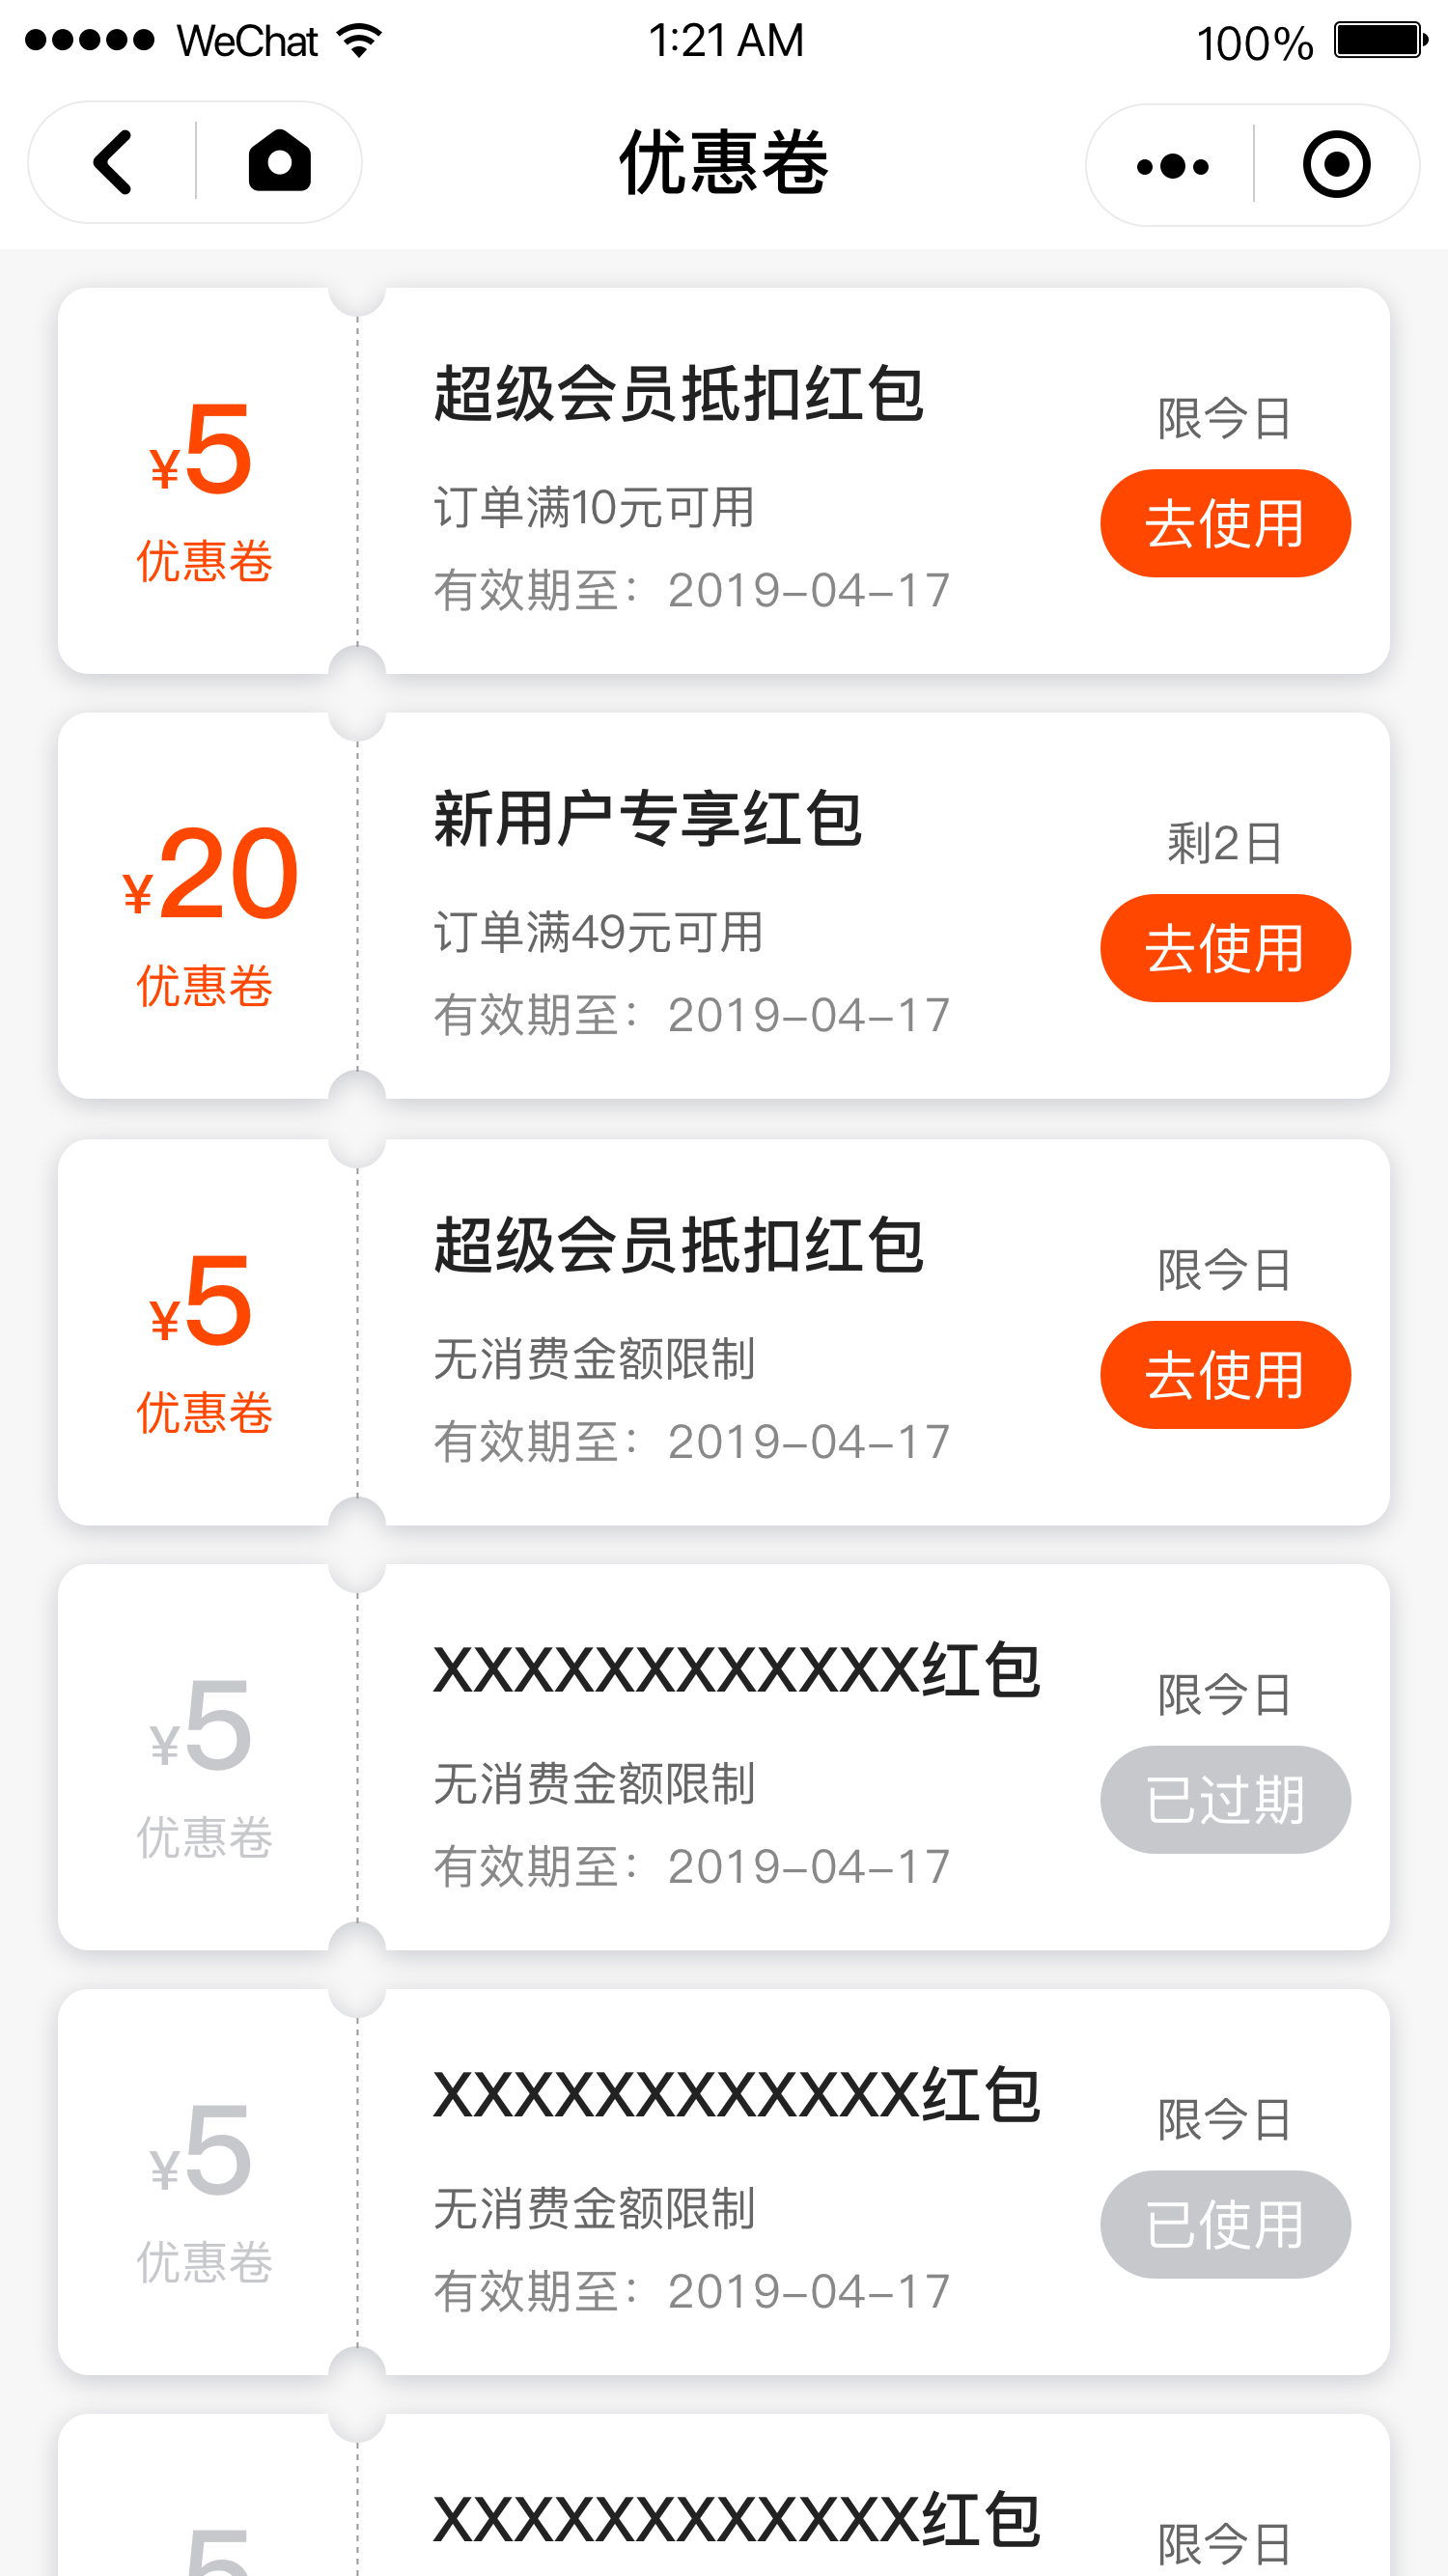 WeChat 1:21 AM 100%
优惠卷
超级会员抵扣红包
限今日
¥5
订单满10元可用
去使用
优惠卷
有效期至：2019-04-17
新用户专享红包
剩2日
¥20
订单满49元可用
去使用
优惠卷
有效期至：2019-04-17
超级会员抵扣红包
限今日
¥5
无消费金额限制
去使用
优惠卷
有效期至：2019-04-17
XXXXXXXXXXXX红包
限今日
¥5
无消费金额限制
已过期
优惠卷
有效期至：2019-04-17
XXXXXXXXXXXX红包
限今日
¥5
无消费金额限制
已使用
优惠卷
有效期至：2019-04-17
XXXXXXXXXXXX红包
限今日
5